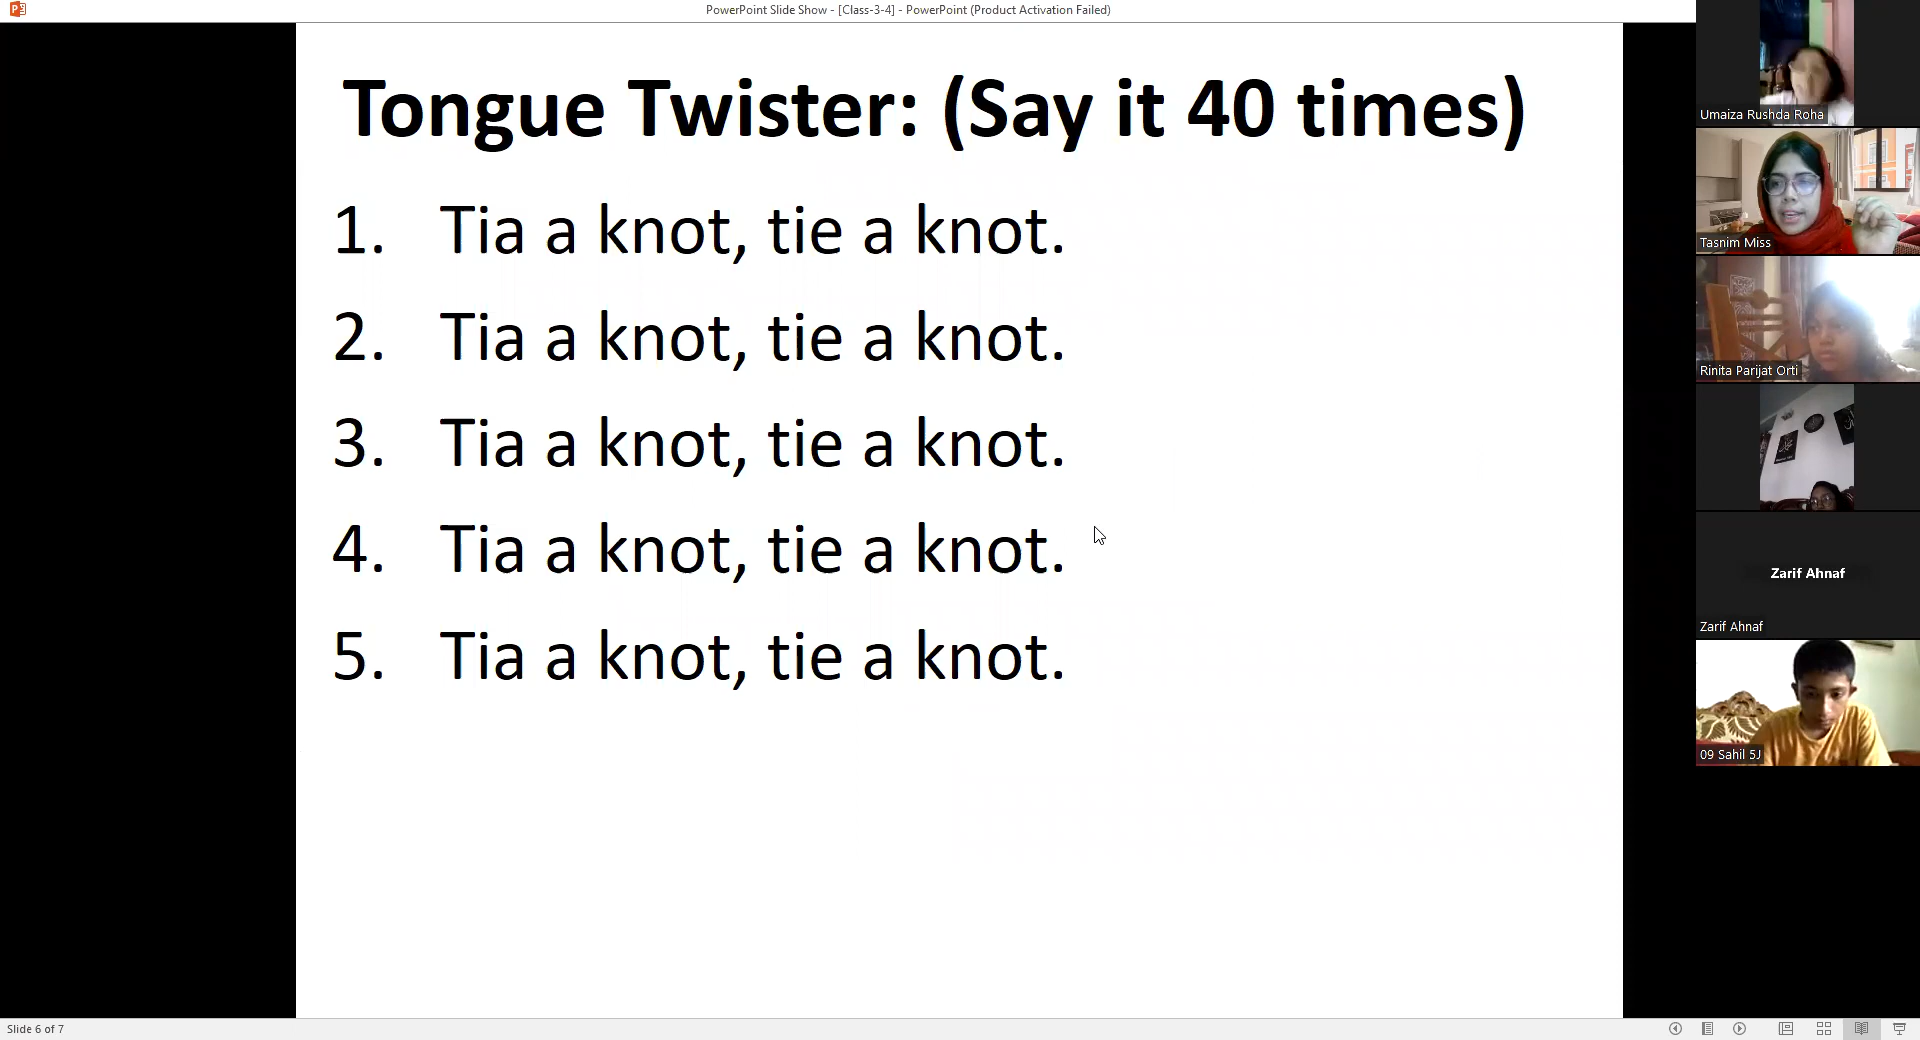 PowerPoint Slide Show - [Class-3-4] - PowerPoint (Product Activation Failed)
Tongue Twister: (Say it 40 times)
1. Tia a knot, tie a knot.
2. Tia a knot, tie a knot.
3. Tia a knot, tie a knot.
4. Tia a knot, tie a knot.
5. Tia a knot, tie a knot.
Umaiza Rushda Roha
Tasnim Miss
Rinita Parijat Orti
Zarif Ahnaf
Zarif Ahnaf
09 Sahil 5J
Slide 6 of 7